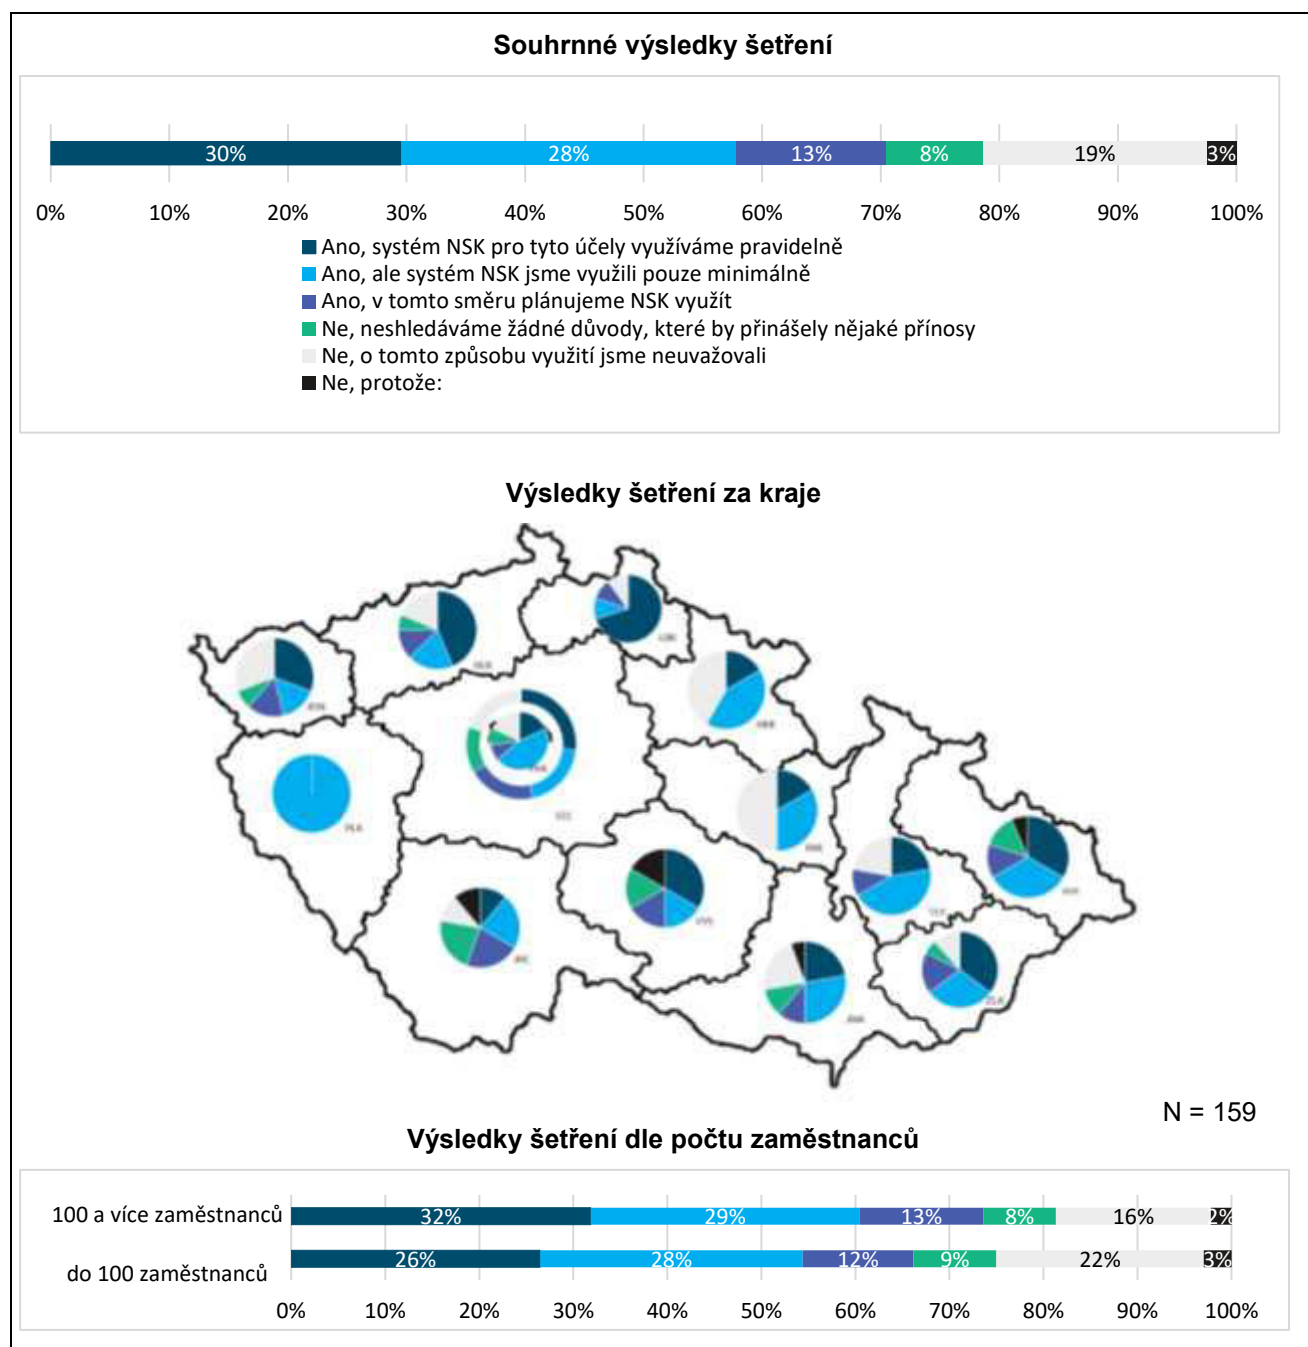 Souhrnné výsledky šetření
30% 28% 13% 8% 19% 3%
0% 10% 20% 30% 40% 50% 60% 70% 80% 90% 100%
Ano, systém NSK pro tyto účely využíváme pravidelně
Ano, ale systém NSK jsme využili pouze minimálně
Ano, v tomto směru plánujeme NSK využít
Ne, neshledáváme žádné důvody, které by přinášely nějaké přínosy
Ne, o tomto způsobu využití jsme neuvažovali
Ne, protože:
Výsledky šetření za kraje
N = 159
Výsledky šetření dle počtu zaměstnanců
100 a více zaměstnanců 32% 29% 13% 8% 16% 2%
do 100 zaměstnanců 26% 28% 12% 9% 22% 3%
0% 10% 20% 30% 40% 50% 60% 70% 80% 90% 100%